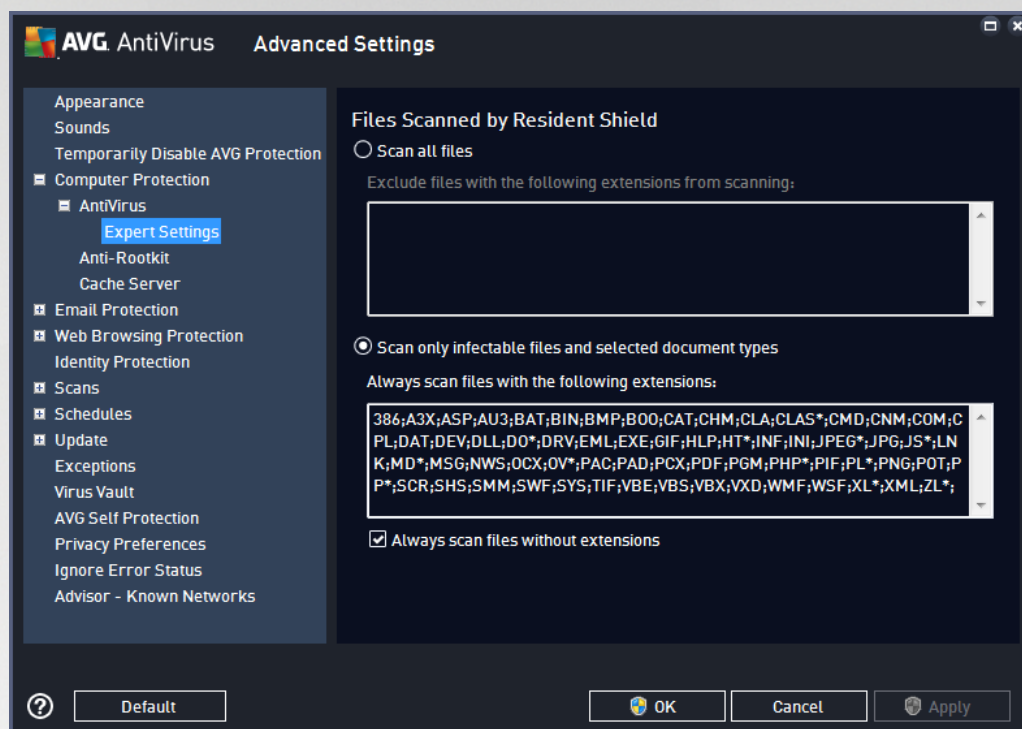 AVG. AntiVirus Advanced Settings
Appearance
Sounds
Temporarily Disable AVG Protection
Computer Protection
AntiVirus
Expert Settings
Anti-Rootkit
Cache Server
Email Protection
Web Browsing Protection
Identity Protection
Scans
Schedules
Update
Exceptions
Virus Vault
AVG Self Protection
Privacy Preferences
Ignore Error Status
Advisor - Known Networks
Files Scanned by Resident Shield
Scan all files
Exclude files with the following extensions from scanning:
Scan only infectable files and selected document types
Always scan files with the following extensions:
386;A3X;ASP;AU3;BAT;BIN;BMP;BOO;CAT;CHM;CLA;CLAS*;CMD;CNM;COM;C
PL;DAT;DEV;DLL;DO*;DRV;EML;EXE;GIF;HLP;HT*;INF;INI;JPEG*;JPG;JS*;LN
K;MD*;MSG;NWS;OCX;OV*;PAC;PAD;PCX;PDF;PGM;PHP*;PIF;PL*;PNG;POT;P
P*;SCR;SHS;SMM;SWF;SYS;TIF;VBE;VBS;VBX;VXD;WMF;WSF;XL*;XML;ZL*;
Always scan files without extensions
? Default OK Cancel Apply